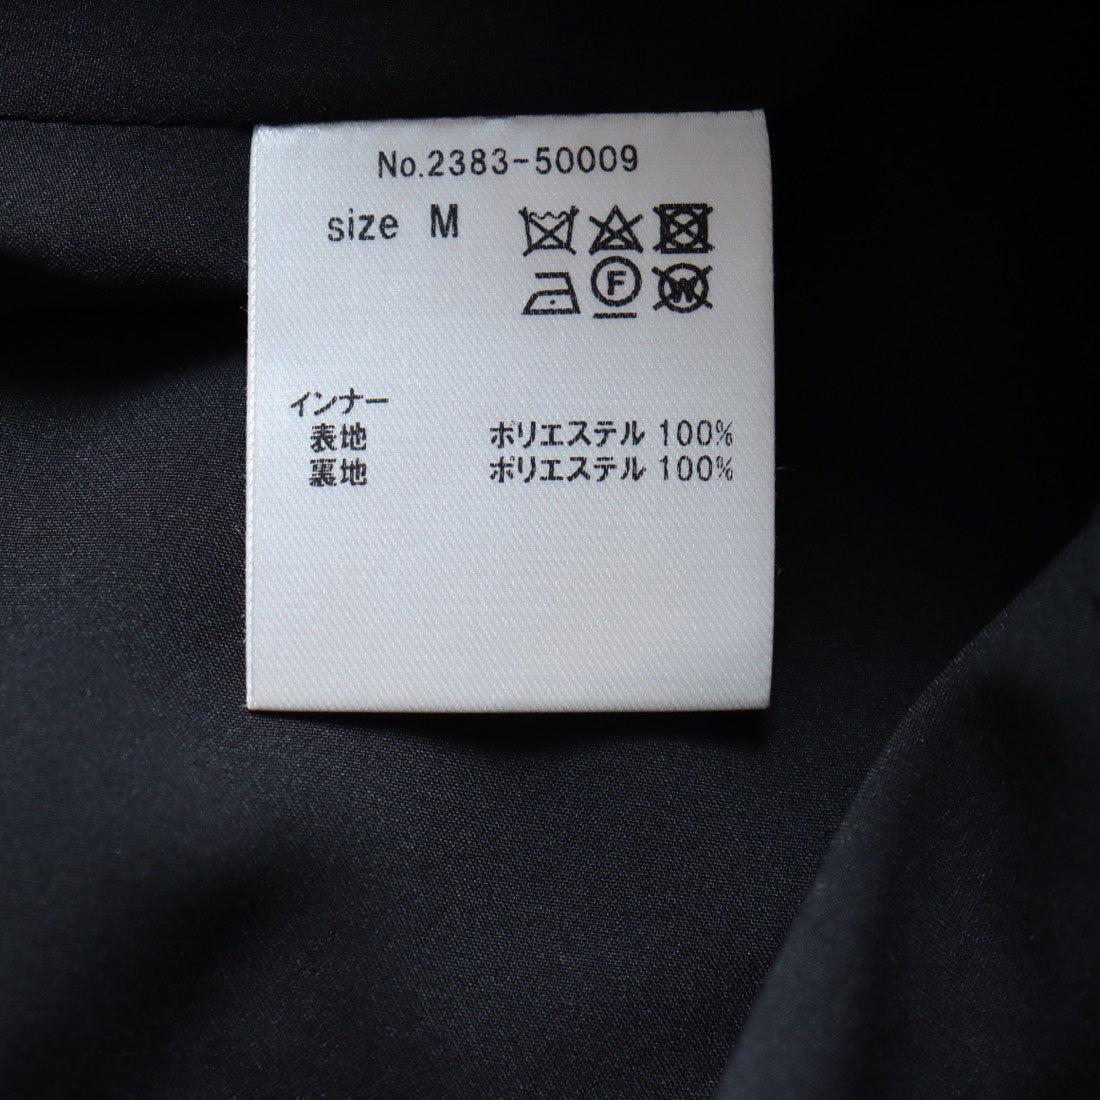 No.2383-50009
size M
F W
インナー
表地 ポリエステル 100%
裏地 ポリエステル 100%